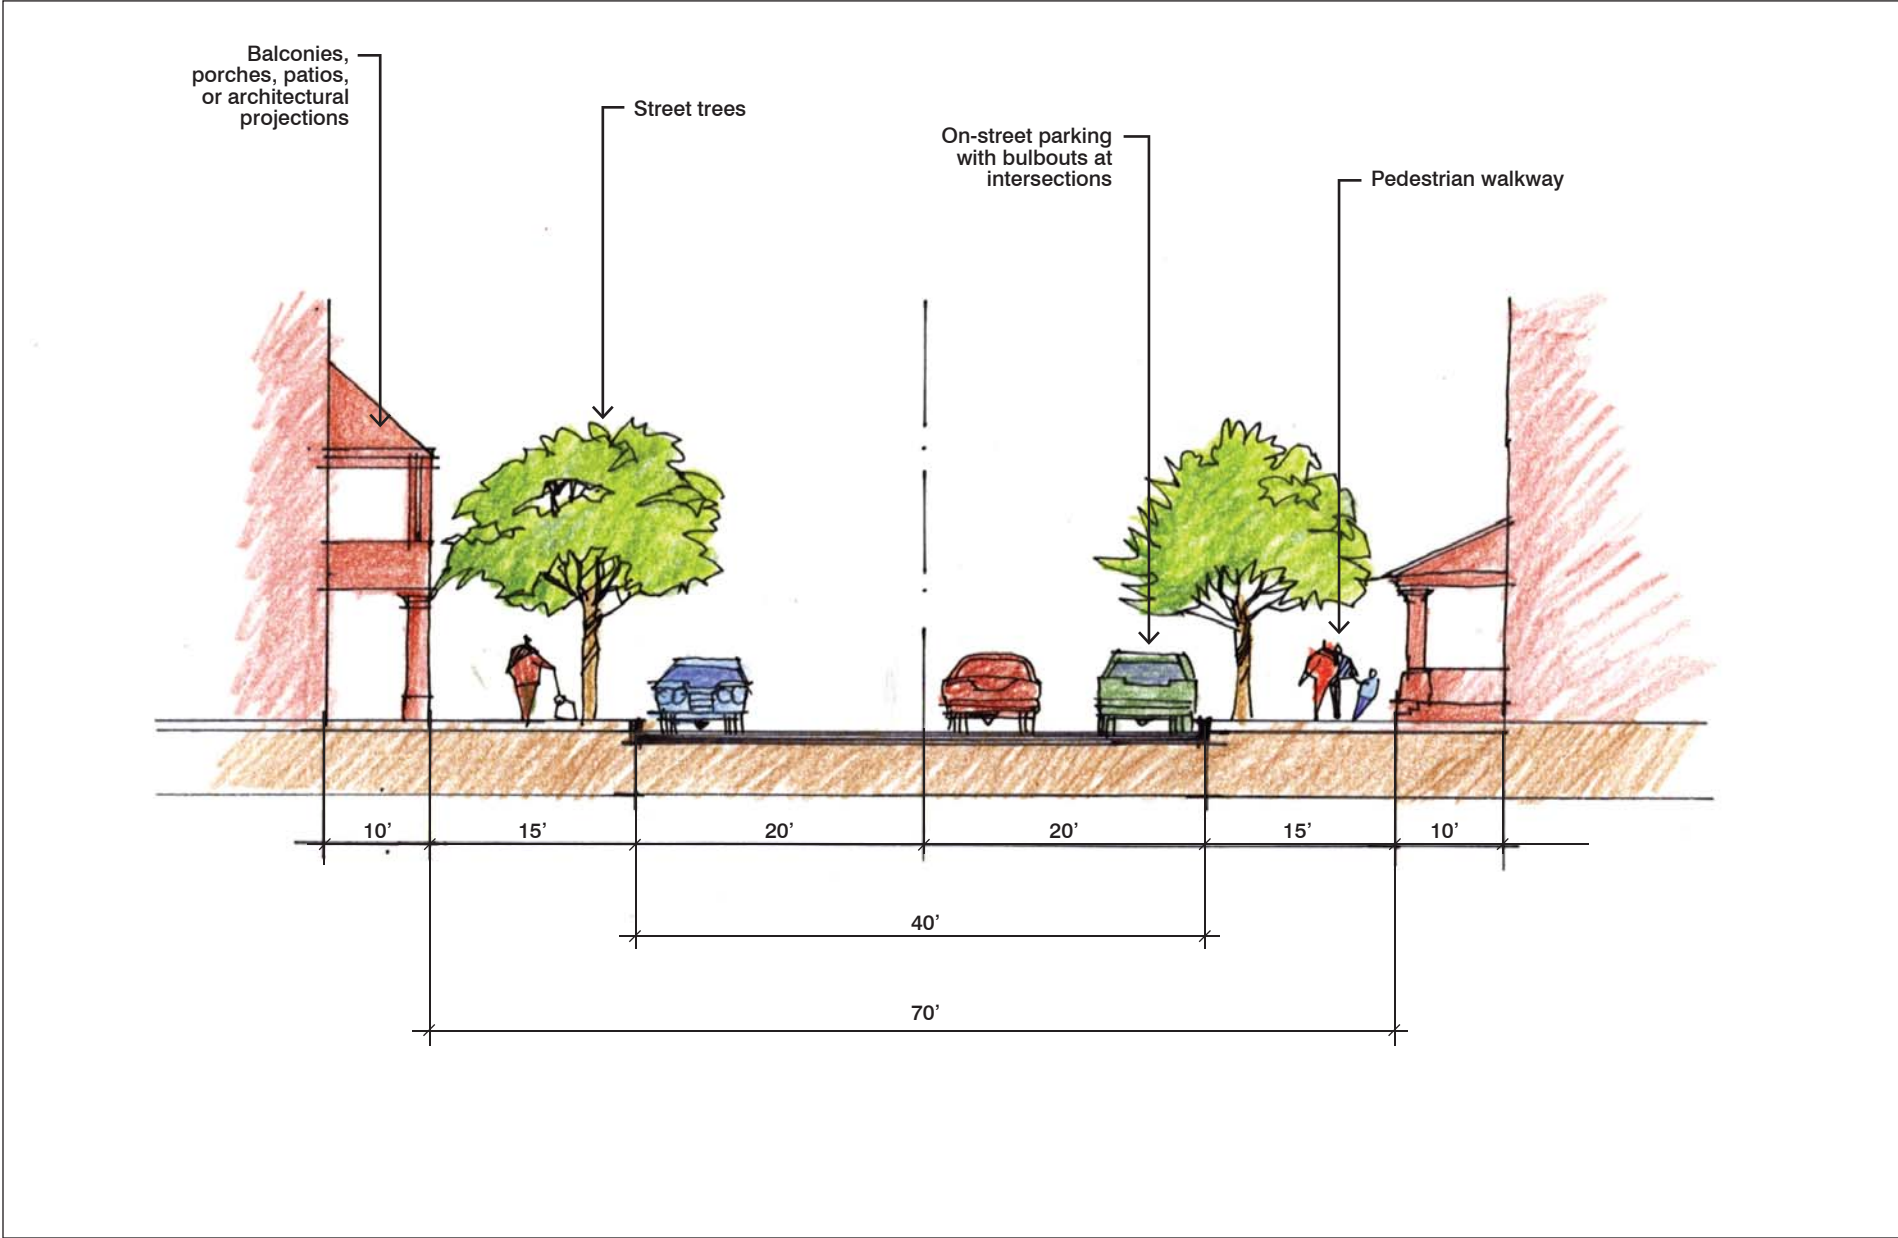 Balconies,
porches, patios,
or architectural
projections
Street trees
On-street parking
with bulbouts at
intersections
Pedestrian walkway
10’ 15’ 20’ 20’ 15’ 10’
40’
70’